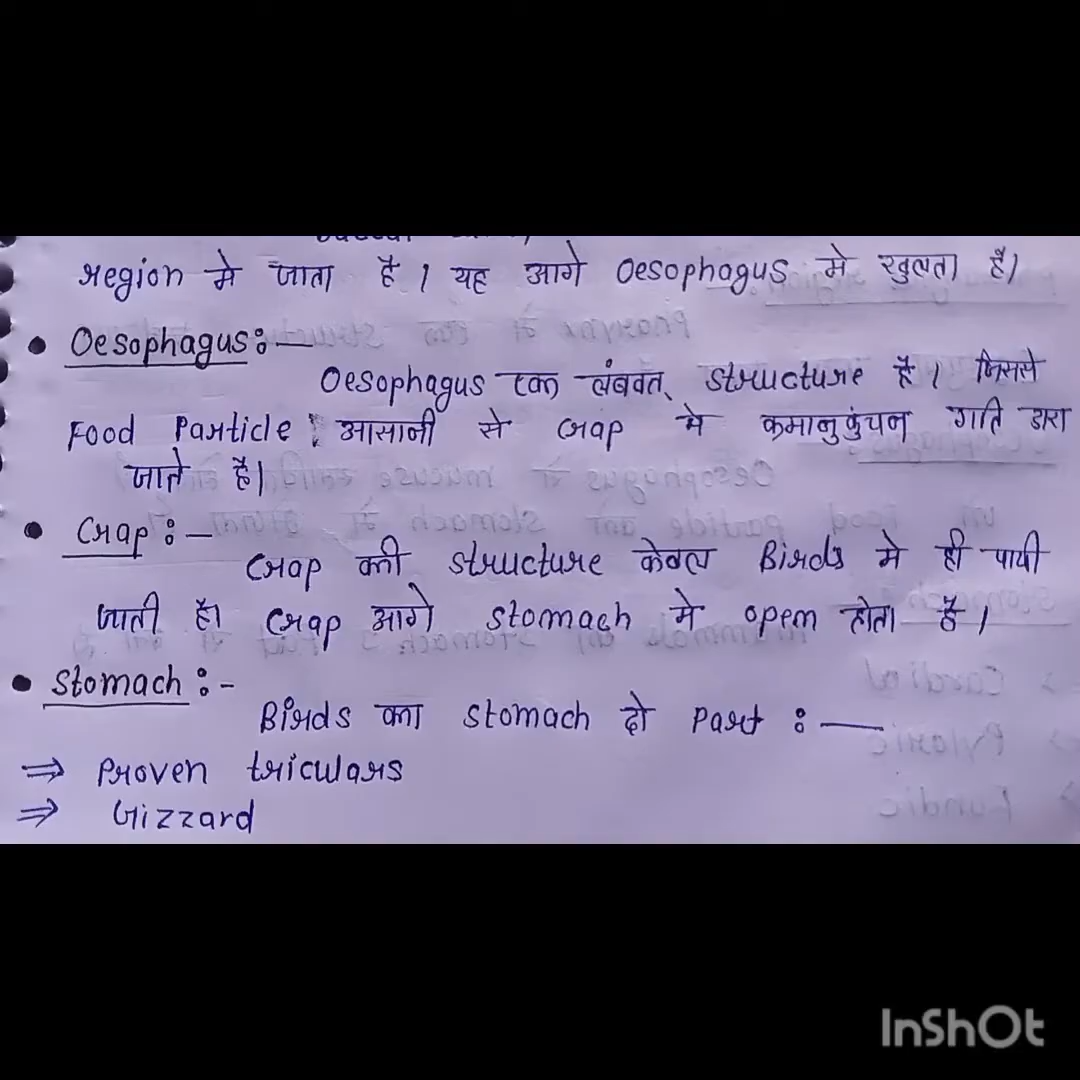 region मे जाता है । यह आगे Oesophagus मे खुलता है।
• Oesophagus:—
Oesophagus एक लंबवत् structure है । जिससे
Food Particle आसानी से crap मे क्रमानुकुंचन गति द्वारा
जाते है।
• Crap:—
Crap की structure केवल Birds मे ही पायी
जाती है। Crap आगे stomach मे open होता है ।
• Stomach:-
Birds का stomach दो Part :—
⇒ Proven triculars
⇒ Gizzard
InShOt